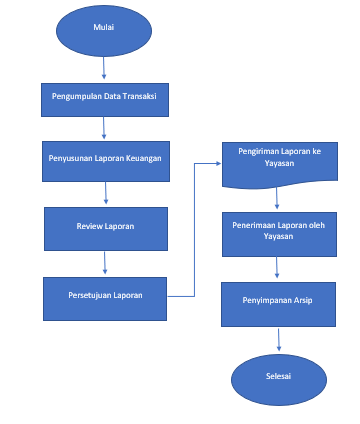 Mulai
Pengumpulan Data Transaksi
Penyusunan Laporan Keuangan
Review Laporan
Persetujuan Laporan
Pengiriman Laporan ke
Yayasan
Penerimaan Laporan oleh
Yayasan
Penyimpanan Arsip
Selesai